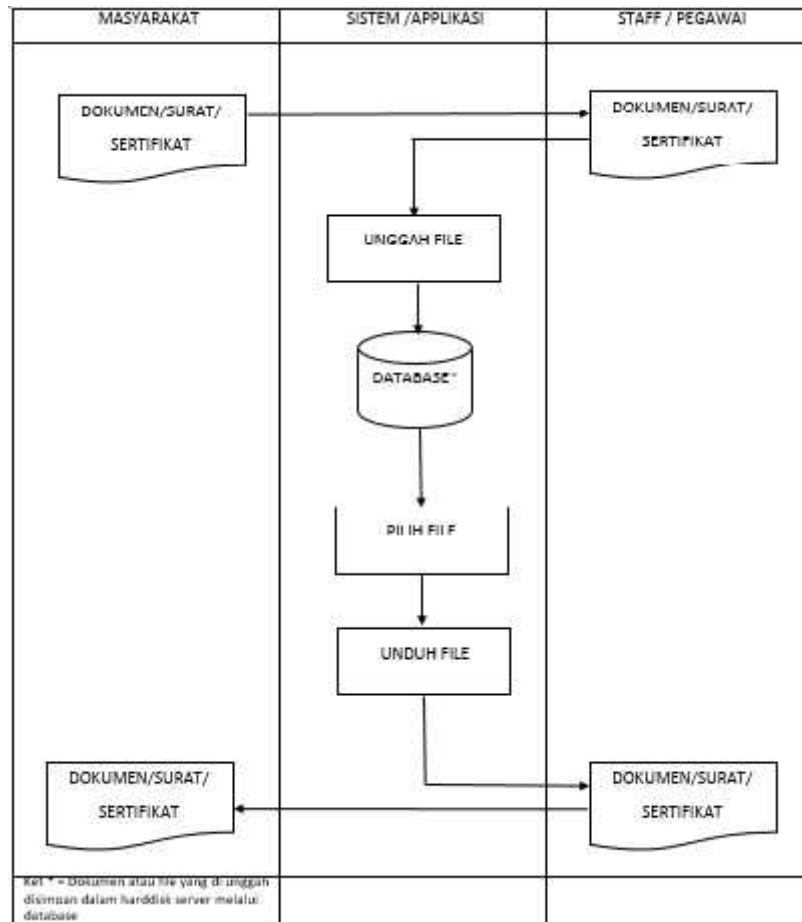 MASYARAKAT
SISTEM /APPLIKASI
STAFF / PEGAWAI
DOKUMEN/SURAT/
SERTIFIKAT
DOKUMEN/SURAT/
SERTIFIKAT
UNGGAH FILE
DATABASE*
PILIH FILE
UNDUH FILE
DOKUMEN/SURAT/
SERTIFIKAT
DOKUMEN/SURAT/
SERTIFIKAT
Ket * = Dokumen atau file yang di unggah
disimpan dalam harddisk server melalui
database